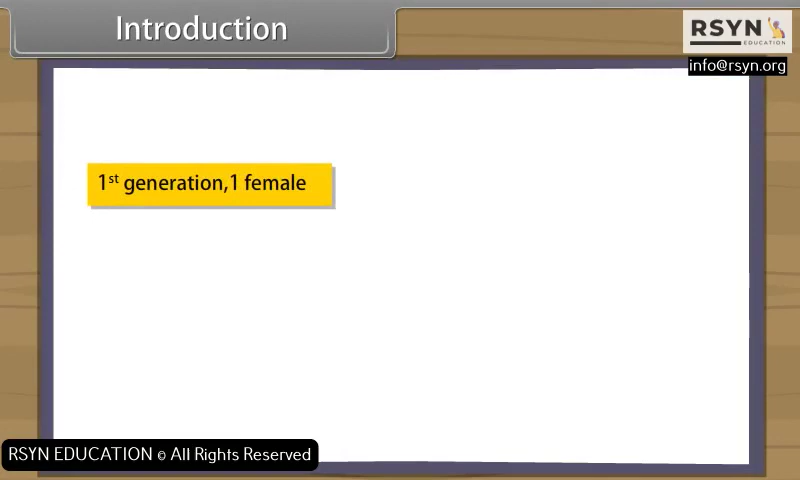 Introduction
RSYN
EDUCATION
info@rsyn.org
1st generation,1 female
RSYN EDUCATION © All Rights Reserved